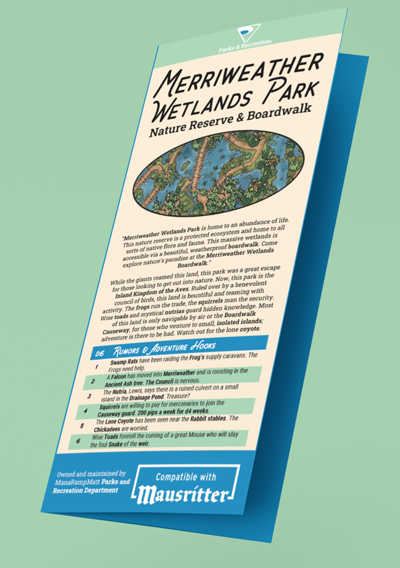 Parks & Recreation
MERRIWEATHER
WETLANDS PARK
Nature Reserve & Boardwalk
"Merriweather Wetlands Park is home to an abundance of life.
This nature reserve is a protected ecosystem and home to all
sorts of native flora and fauna. This massive wetlands is
accessible via a beautiful, weatherproof boardwalk. Come
explore nature's paradise at the Merriweather Wetlands
Boardwalk."
While the giants roamed this land, this park was a great escape
for those looking to get out into nature. Now, this park is the
Inland Kingdom of the Aves. Ruled over by a benevolent
council of birds, this land is bountiful and teaming with
activity. The frogs run the trade, the squirrels man the security.
Wise toads and mystical nutrias guard hidden knowledge. Most
of this land is only navigable by air or the Boardwalk
Causeway, for those who venture to small, isolated islands;
adventure is there to be had. Watch out for the lone coyote.
D6 RUMORS & ADVENTURE HOOKS
1 Swamp Rats have been raiding the Frog's supply caravans. The
Frogs need help.
2 A Falcon has moved into Merriweather and is roosting in the
Ancient Ash tree. The Council is nervous.
3 The Nutria, Lewis, says there is a ruined culvert on a small
island in the Drainage Pond. Treasure?
4 Squirrels are willing to pay for mercenaries to join the
Causeway guard. 200 pips a week for d4 weeks.
5 The Lone Coyote has been seen near the Rabbit stables. The
Chickadees are worried.
6 Wise Toads foretell the coming of a great Mouse who will slay
the foul Snake of the weir.
Owned and maintained by
ManaRampMatt Parks and
Recreation Department
Compatible with
Mausritter